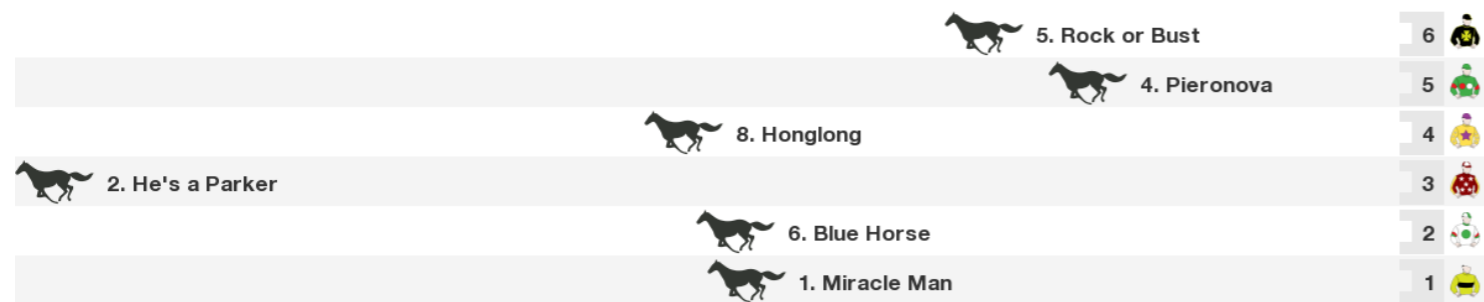 5. Rock or Bust 6
4. Pieronova 5
8. Honglong 4
2. He's a Parker 3
6. Blue Horse 2
1. Miracle Man 1